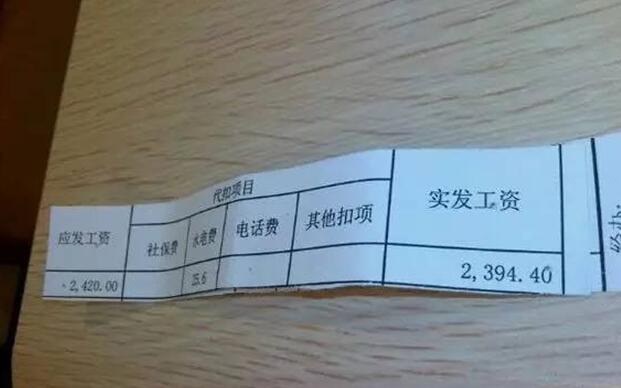 代扣项目
应发工资 社保费 水电费 电话费 其他扣项 实发工资
2,420.00 25.6 2,394.40